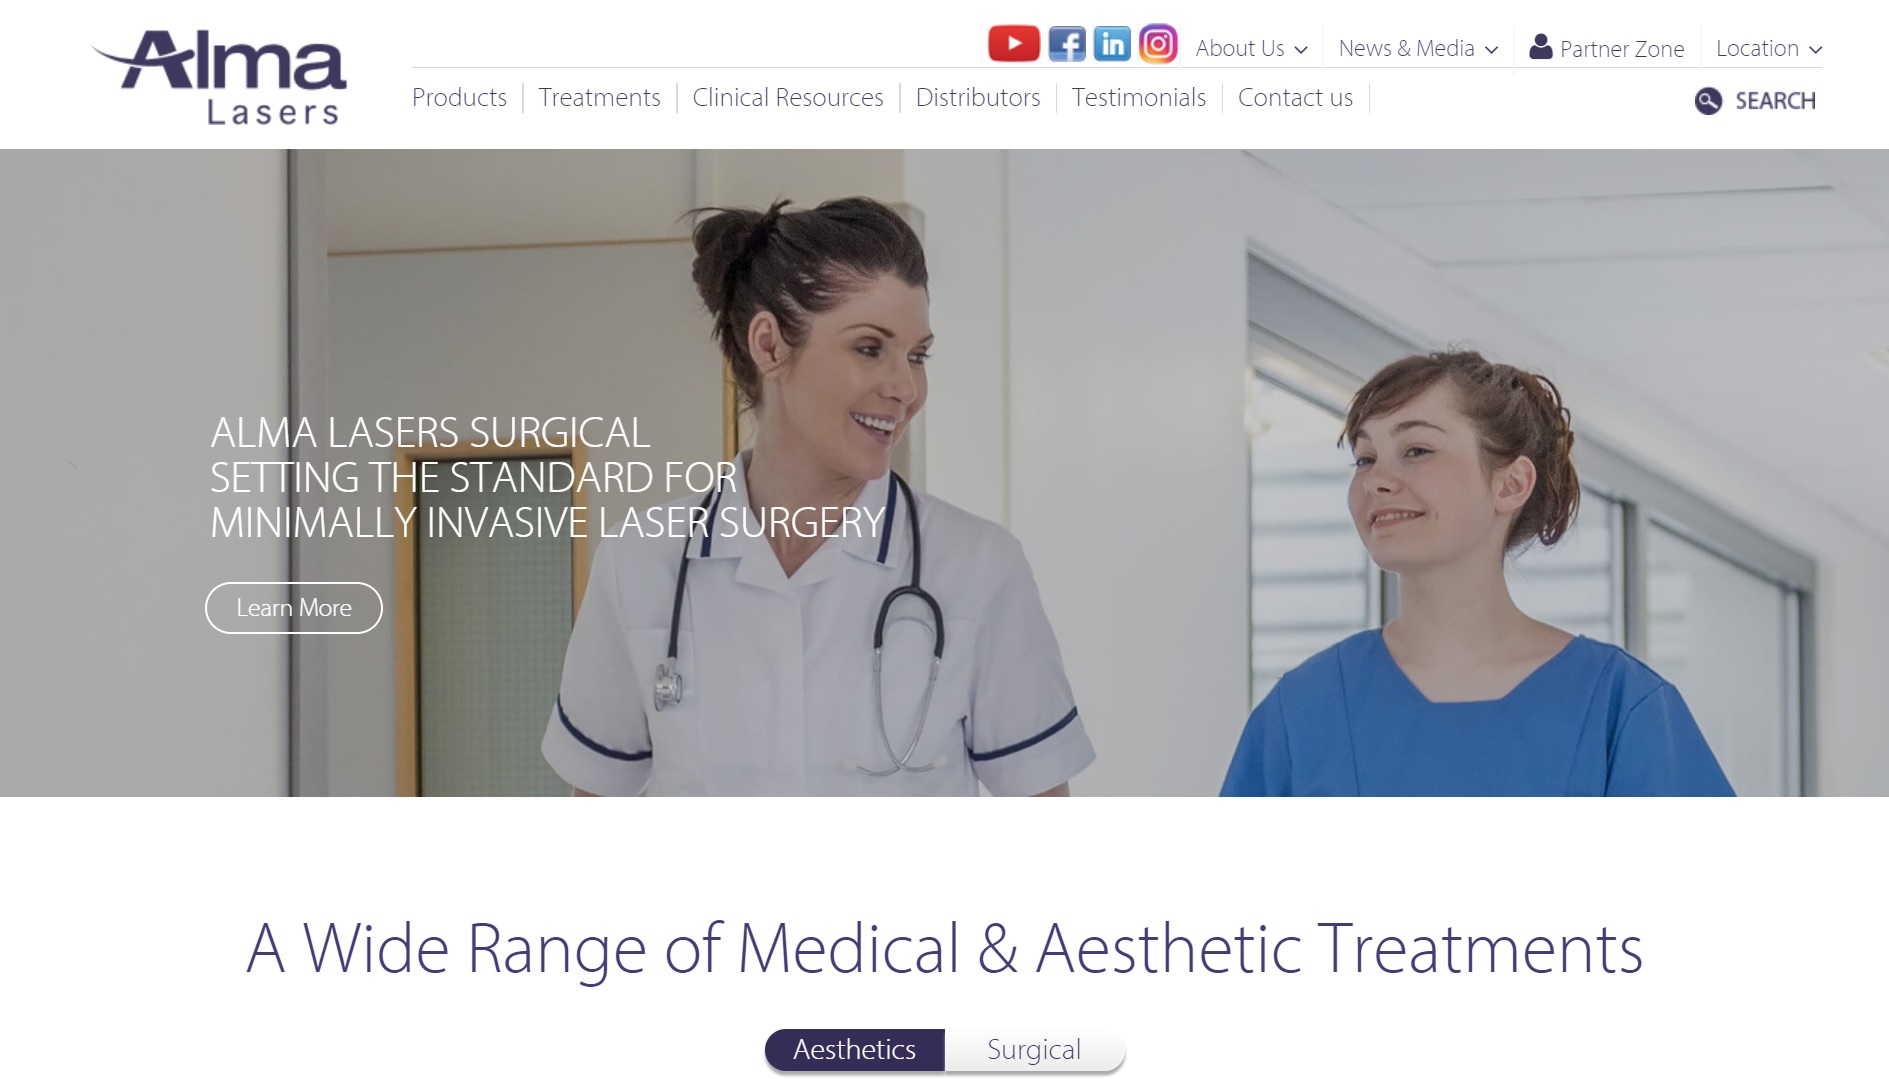 Alma
Lasers
About Us
News & Media
Partner Zone
Location
Products
Treatments
Clinical Resources
Distributors
Testimonials
Contact us
SEARCH
ALMA LASERS SURGICAL
SETTING THE STANDARD FOR
MINIMALLY INVASIVE LASER SURGERY
Learn More
A Wide Range of Medical & Aesthetic Treatments
Aesthetics
Surgical